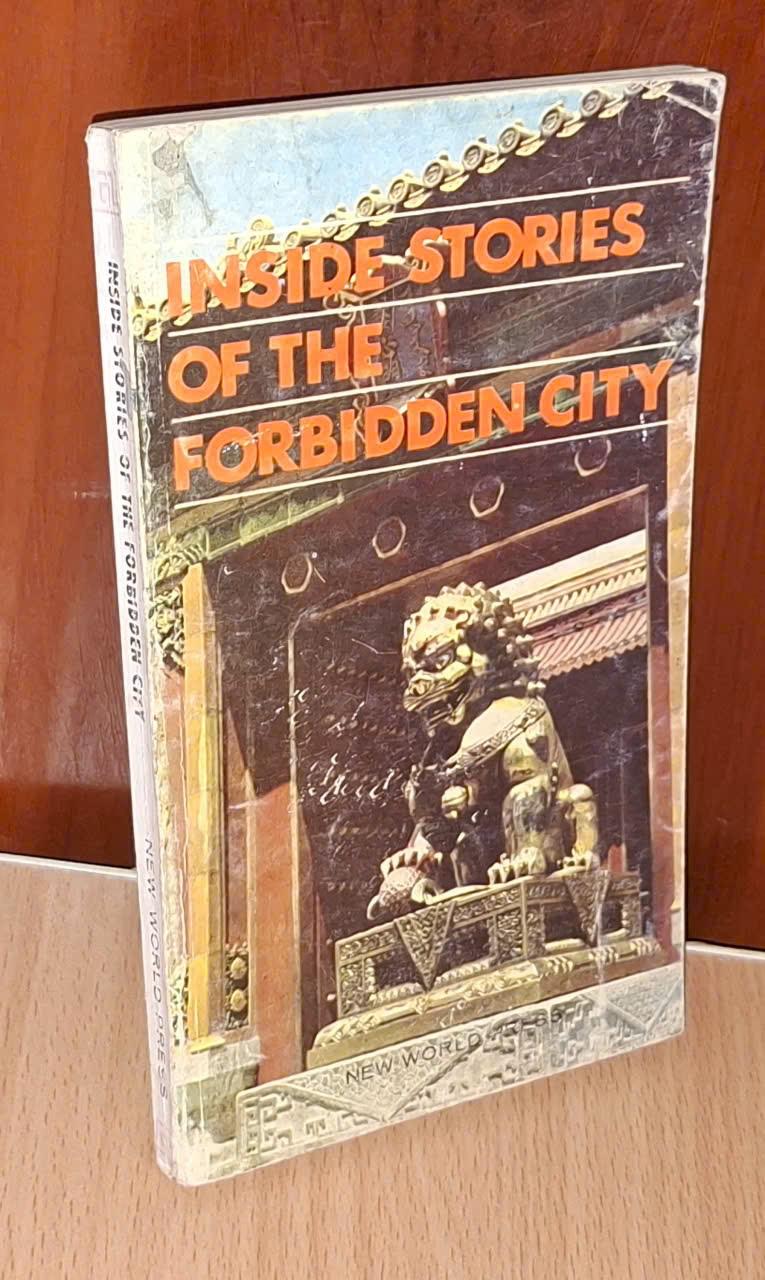 INSIDE STORIES
OF THE
FORBIDDEN CITY
NEW WORLD PRESS
INSIDE STORIES OF THE FORBIDDEN CITY
NEW WORLD PRESS